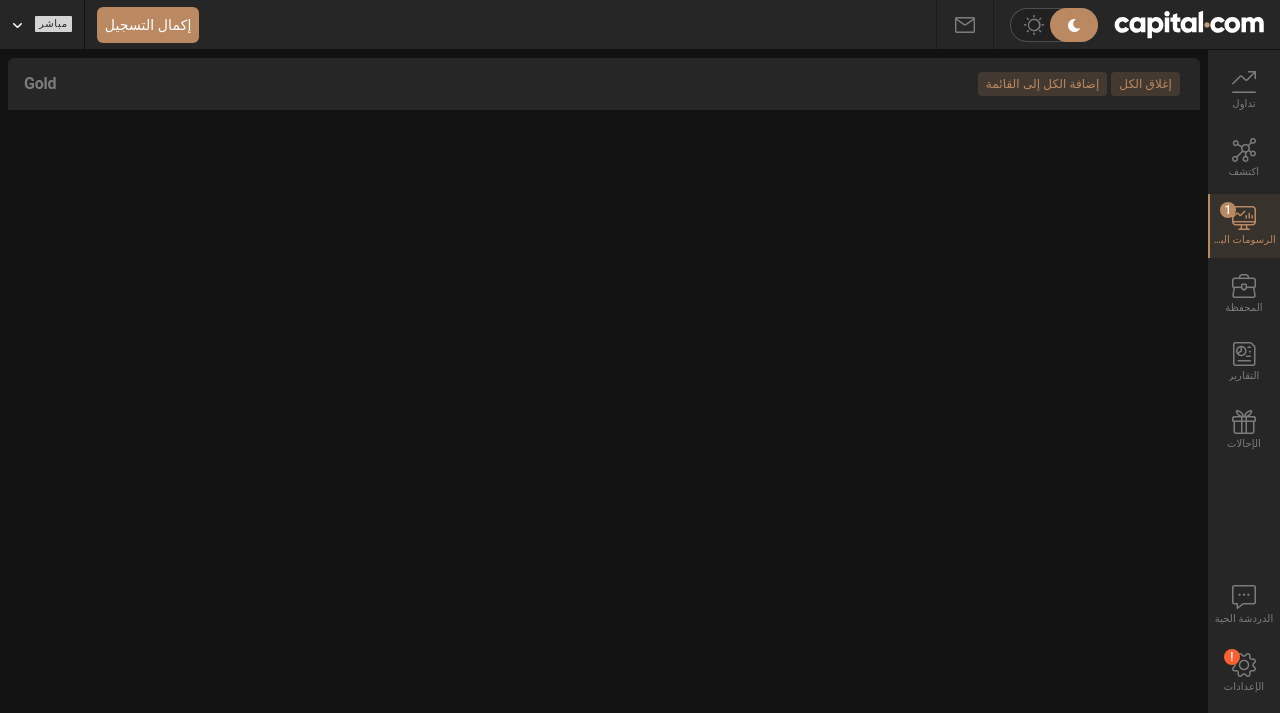 capital.com
إكمال التسجيل
مباشر
Gold
إغلاق الكل
إضافة الكل إلى القائمة
تداول
اكتشف
1
الرسومات الب...
المحفظة
التقارير
الإحالات
الدردشة الحية
!
الإعدادات